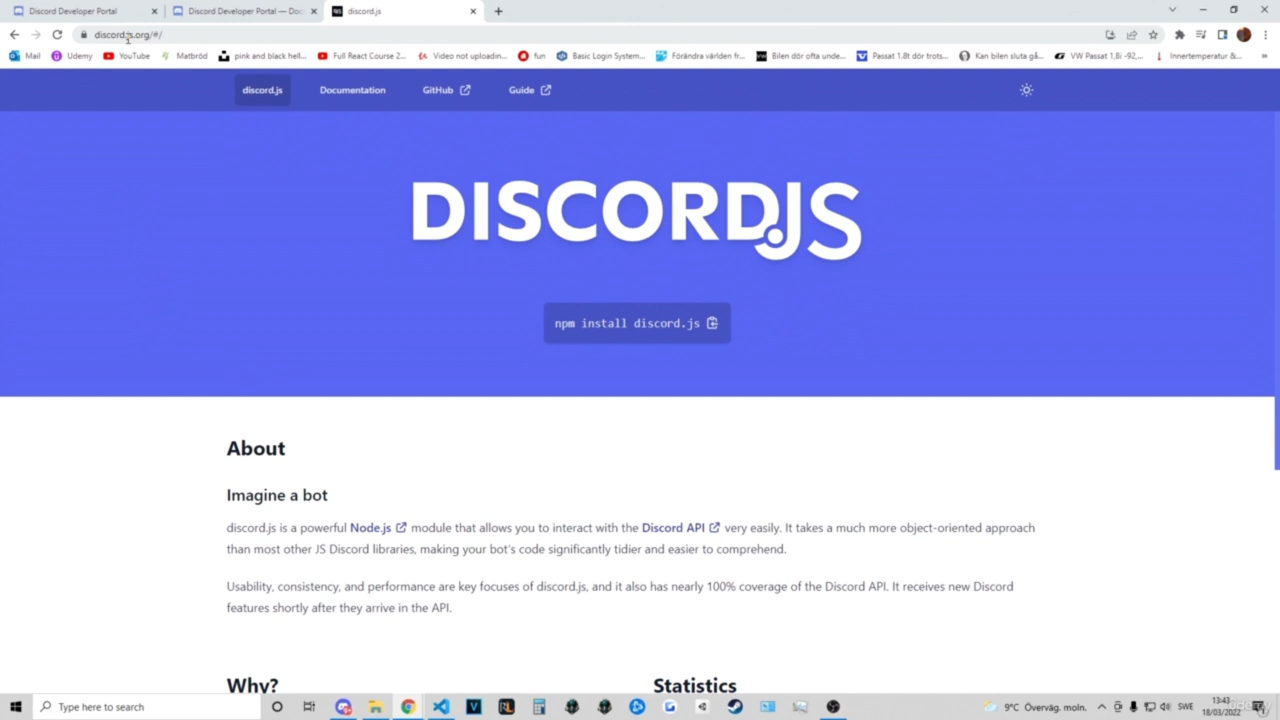 Discord Developer Portal
Discord Developer Portal — Doc
discord.js
discord.js.org/#/
Mail
Udemy
YouTube
Matbröd
pink and black hell...
Full React Course 2...
Video not uploadin...
fun
Basic Login System...
Förändra världen fr...
Bilen dör ofta unde...
Passat 1.8t dör trots...
Kan bilen sluta gå...
VW Passat 1,8i -92,...
Innertemperatur &...
discord.js
Documentation
GitHub
Guide
DISCORD.JS
npm install discord.js
About
Imagine a bot
discord.js is a powerful Node.js module that allows you to interact with the Discord API very easily. It takes a much more object-oriented approach
than most other JS Discord libraries, making your bot's code significantly tidier and easier to comprehend.
Usability, consistency, and performance are key focuses of discord.js, and it also has nearly 100% coverage of the Discord API. It receives new Discord
features shortly after they arrive in the API.
Why?
Statistics
Type here to search
9°C Överväg. moln.
SWE
13:43
18/03/2022